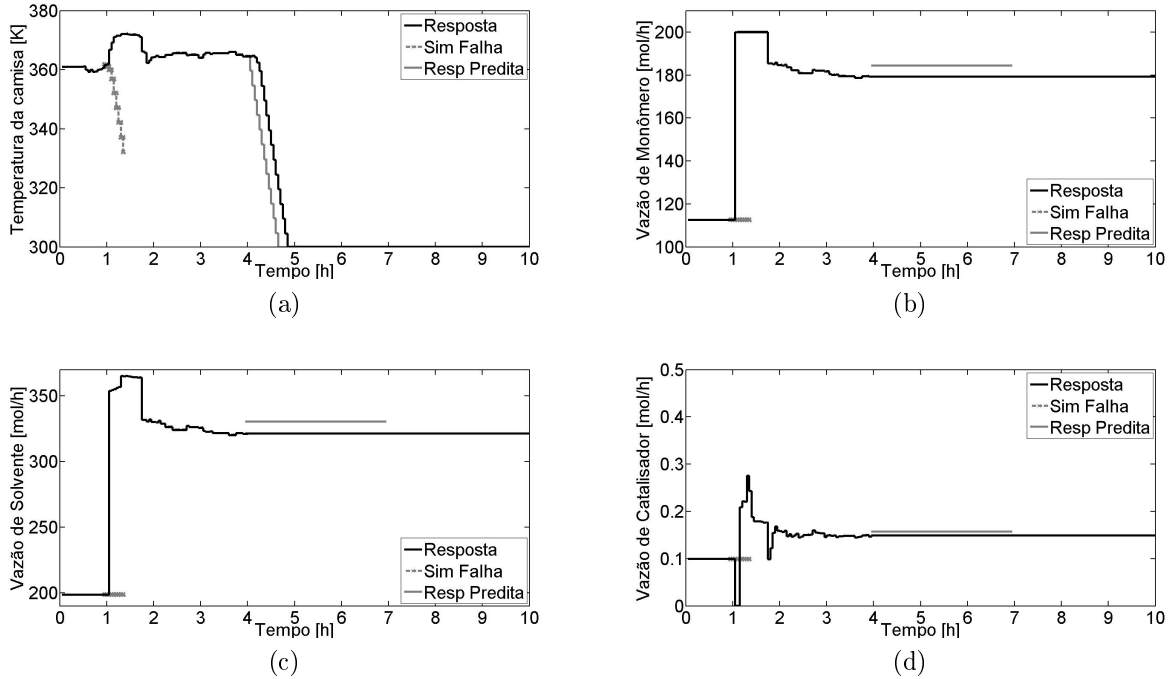 Temperatura da camisa [K]
380
360
340
320
300
0 1 2 3 4 5 6 7 8 9 10
Tempo [h]
Resposta
Sim Falha
Resp Predita
(a)
Vazão de Monômero [mol/h]
200
180
160
140
120
100
0 1 2 3 4 5 6 7 8 9 10
Tempo [h]
Resposta
Sim Falha
Resp Predita
(b)
Vazão de Solvente [mol/h]
350
300
250
200
0 1 2 3 4 5 6 7 8 9 10
Tempo [h]
Resposta
Sim Falha
Resp Predita
(c)
Vazão de Catalisador [mol/h]
0.5
0.4
0.3
0.2
0.1
0
0 1 2 3 4 5 6 7 8 9 10
Tempo [h]
Resposta
Sim Falha
Resp Predita
(d)